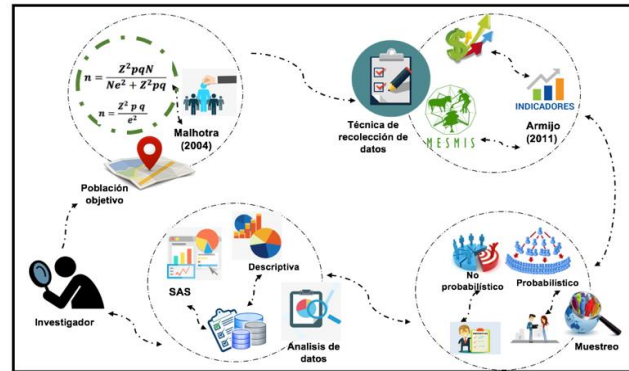 n = Z²pqN / Ne² + Z²pq
n = Z² p q / e²
Malhotra
(2004)
Población
objetivo
Investigador
Técnica de
recolección de
datos
MESMIS
INDICADORES
Armijo
(2011)
SAS
Descriptiva
Analisis de
datos
No
probabilístico
Probabilístico
Muestreo